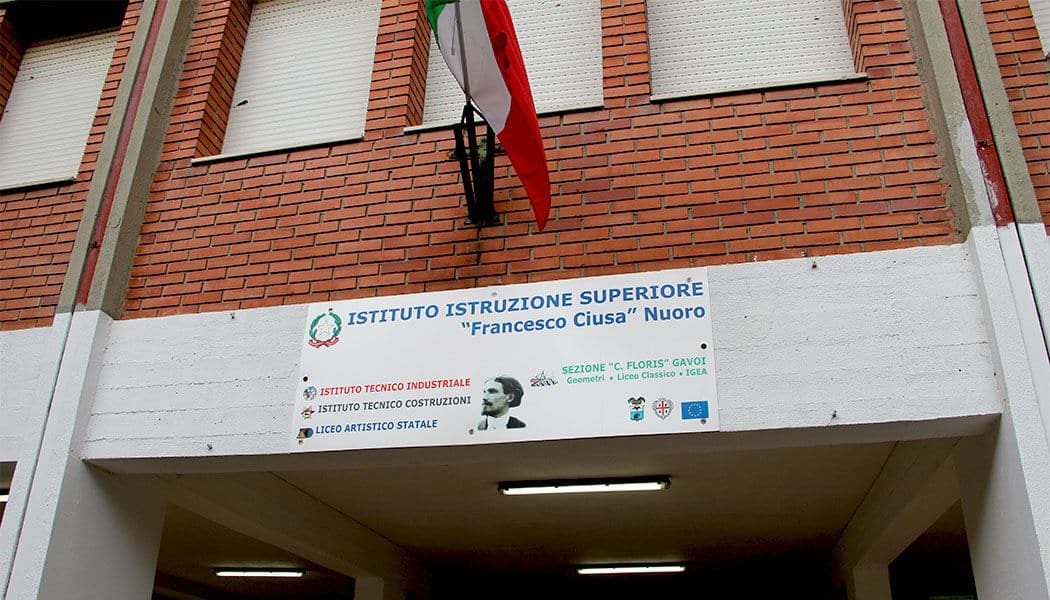 ISTITUTO ISTRUZIONE SUPERIORE
“Francesco Ciusa” Nuoro
SEZIONE “C. FLORIS” GAVOI
Geometri • Liceo Classico • IGEA
ISTITUTO TECNICO INDUSTRIALE
ISTITUTO TECNICO COSTRUZIONI
LICEO ARTISTICO STATALE